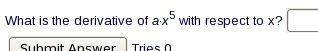 What is the derivative of a·x⁵ with respect to x?
Submit Answer Tries 0